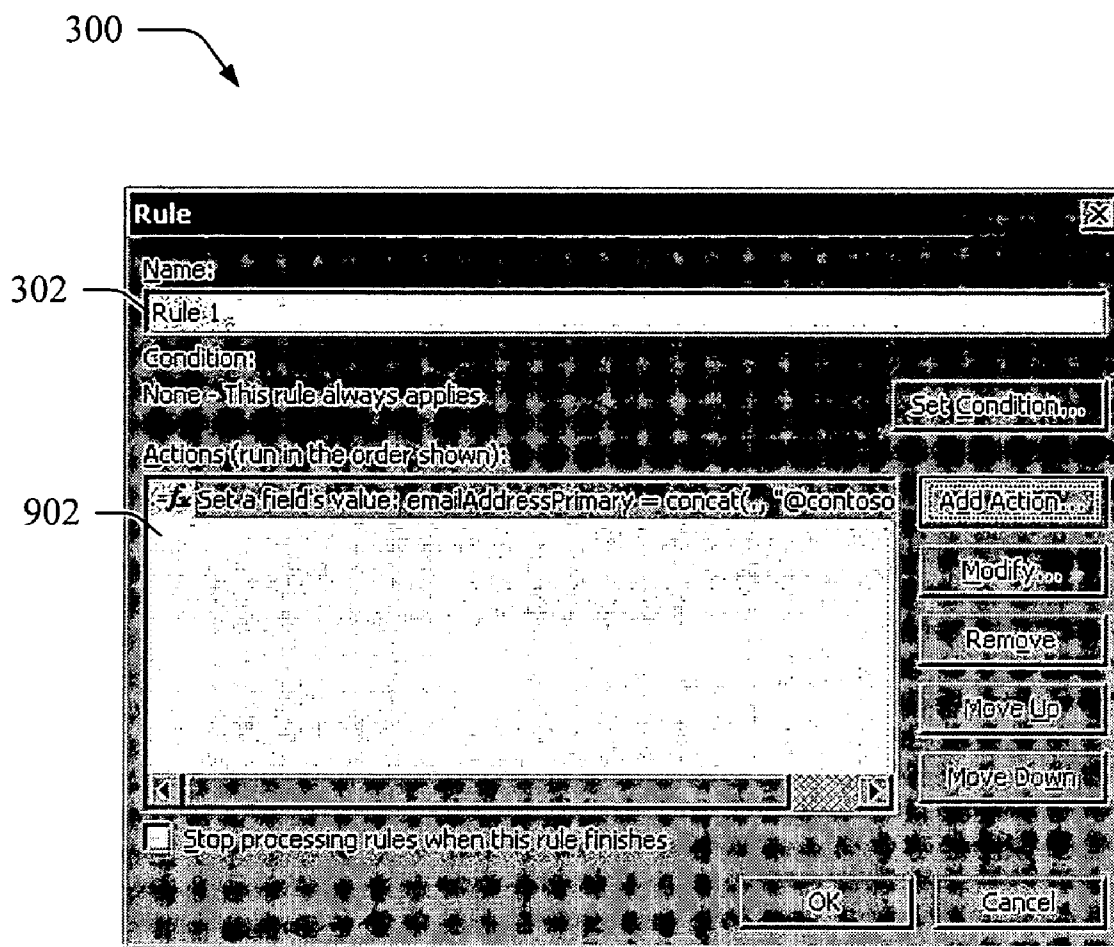 300
Rule
Name:
302
Rule 1
Condition:
None - This rule always applies
Set Condition...
Actions (run in the order shown):
902
=fx Set a field's value: emailAddressPrimary = concat(., "@contoso
Add Action...
Modify...
Remove
Move Up
Move Down
Stop processing rules when this rule finishes
OK
Cancel